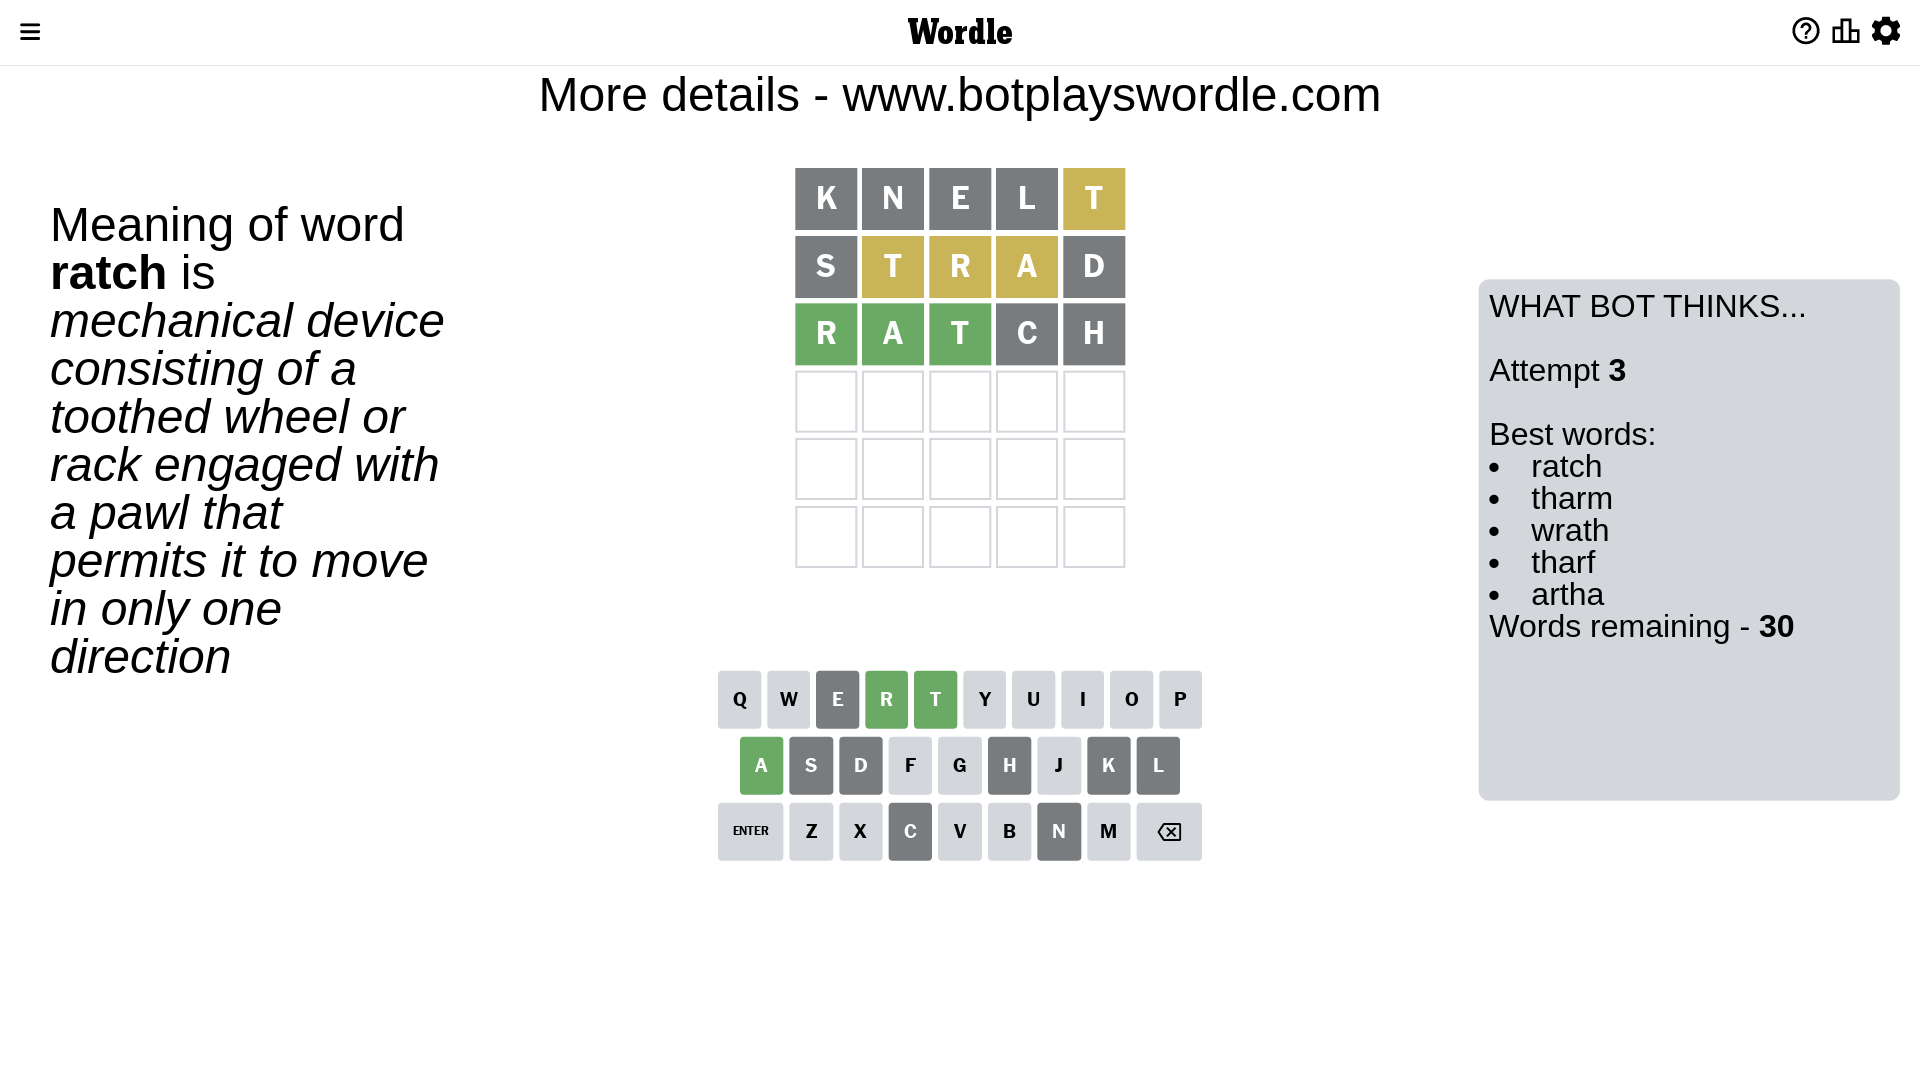 Wordle
More details - www.botplayswordle.com
Meaning of word
ratch is
mechanical device
consisting of a
toothed wheel or
rack engaged with
a pawl that
permits it to move
in only one
direction
K N E L T
S T R A D
R A T C H
WHAT BOT THINKS...
Attempt 3
Best words:
• ratch
• tharm
• wrath
• tharf
• artha
Words remaining - 30
Q W E R T Y U I O P
A S D F G H J K L
ENTER Z X C V B N M